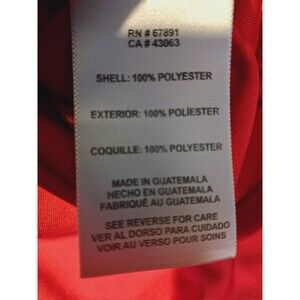 RN # 67891
CA # 43063
SHELL: 100% POLYESTER
EXTERIOR: 100% POLÍESTER
COQUILLE: 100% POLYESTER
MADE IN GUATEMALA
HECHO EN GUATEMALA
FABRIQUÉ AU GUATEMALA
SEE REVERSE FOR CARE
VER AL DORSO PARA CUIDADO
VOIR AU VERSO POUR SOINS